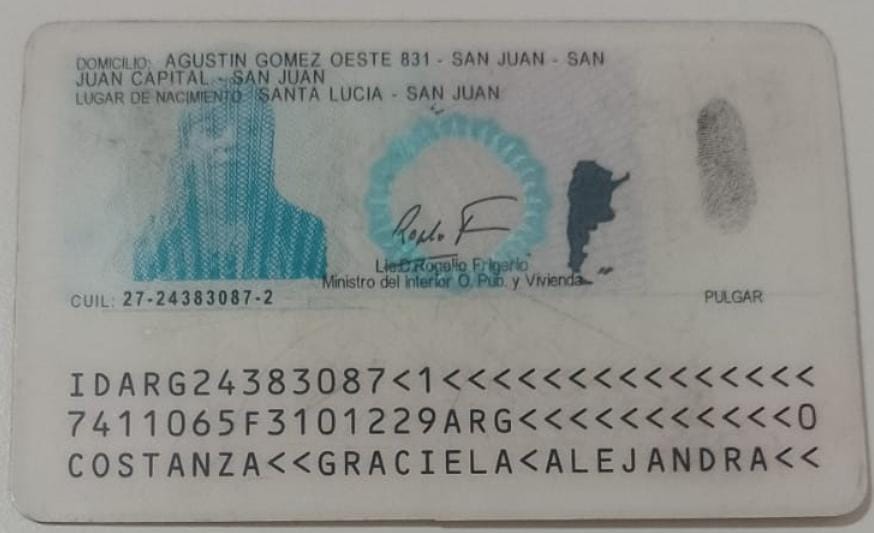 DOMICILIO: AGUSTIN GOMEZ OESTE 831 - SAN JUAN - SAN
JUAN CAPITAL - SAN JUAN
LUGAR DE NACIMIENTO: SANTA LUCIA - SAN JUAN
Lic.D.Rogelio Frigerio
Ministro del Interior O. Pub. y Vivienda
CUIL: 27-24383087-2
PULGAR
IDARG24383087<1<<<<<<<<<<<<<<<
7411065F3101229ARG<<<<<<<<<<<0
COSTANZA<<GRACIELA<ALEJANDRA<<